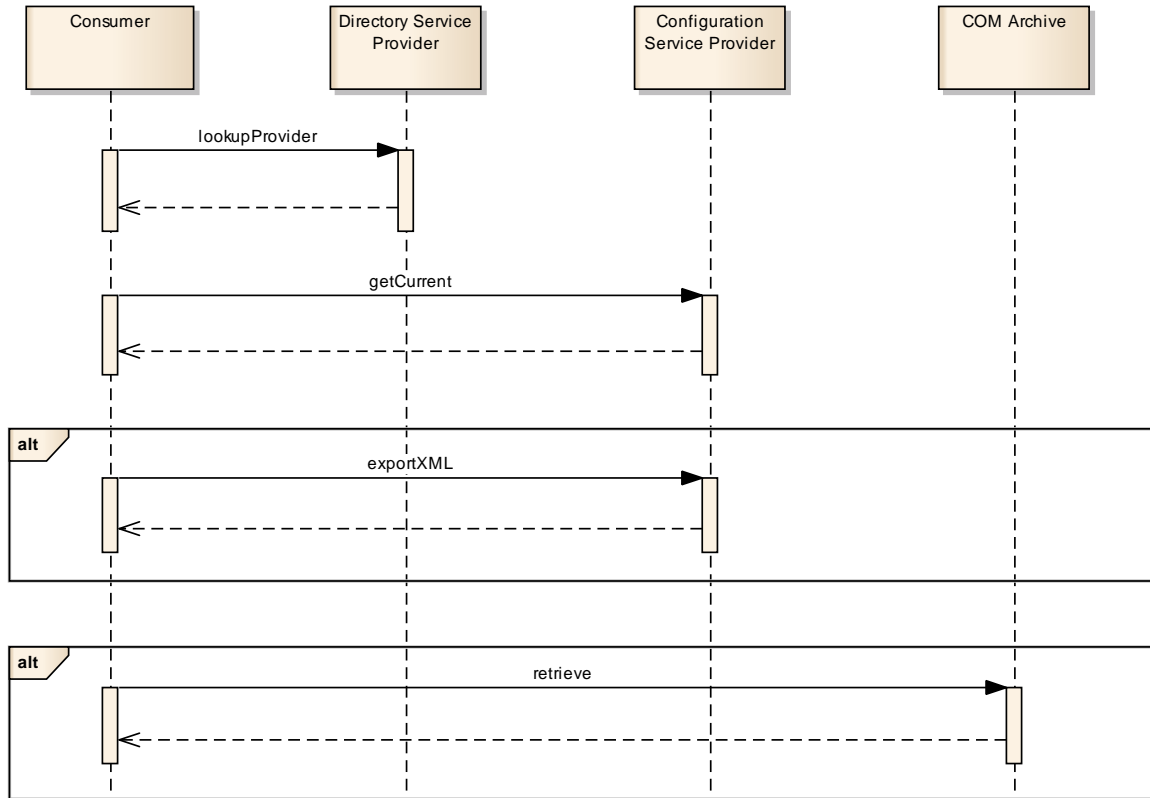 Consumer
Directory Service
Provider
Configuration
Service Provider
COM Archive
lookupProvider
getCurrent
alt
exportXML
alt
retrieve